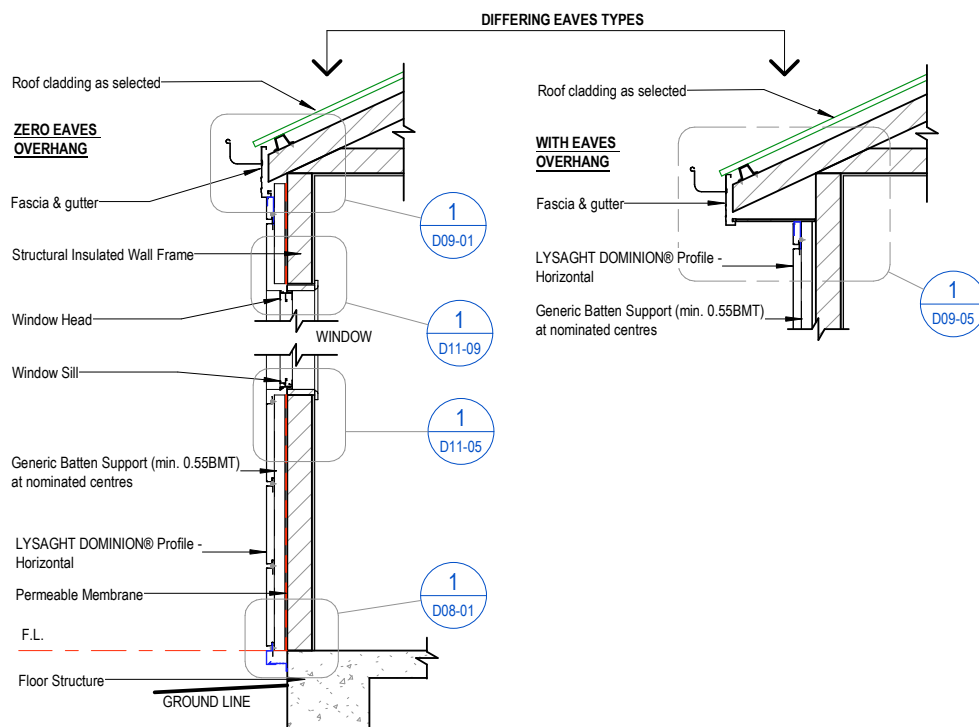 DIFFERING EAVES TYPES
Roof cladding as selected
ZERO EAVES
OVERHANG
Fascia & gutter
1
D09-01
Structural Insulated Wall Frame
Window Head
WINDOW
1
D11-09
Window Sill
1
D11-05
Generic Batten Support (min. 0.55BMT)
at nominated centres
LYSAGHT DOMINION® Profile -
Horizontal
Permeable Membrane
1
D08-01
F.L.
Floor Structure
GROUND LINE
Roof cladding as selected
WITH EAVES
OVERHANG
Fascia & gutter
LYSAGHT DOMINION® Profile -
Horizontal
1
D09-05
Generic Batten Support (min. 0.55BMT)
at nominated centres